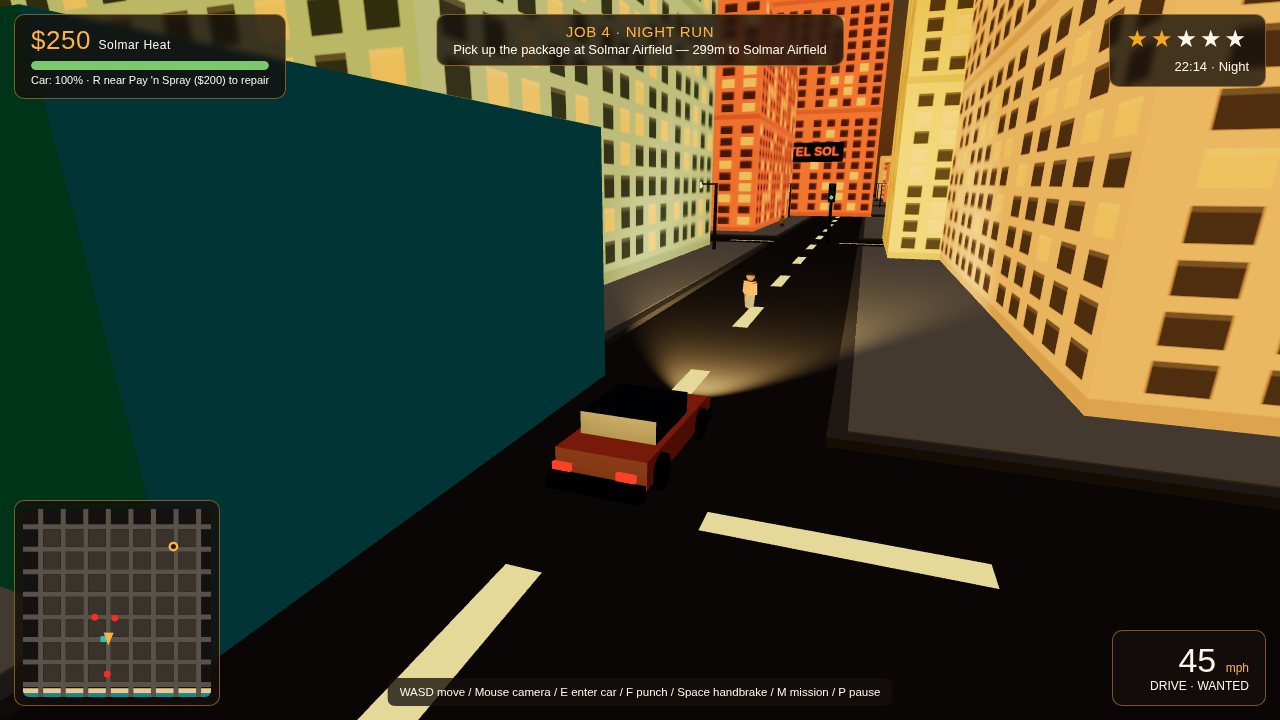 $250 Solmar Heat
Car: 100% · R near Pay 'n Spray ($200) to repair
JOB 4 · NIGHT RUN
Pick up the package at Solmar Airfield — 299m to Solmar Airfield
★★★★★
22:14 · Night
TEL SOL
WASD move / Mouse camera / E enter car / F punch / Space handbrake / M mission / P pause
45 mph
DRIVE · WANTED